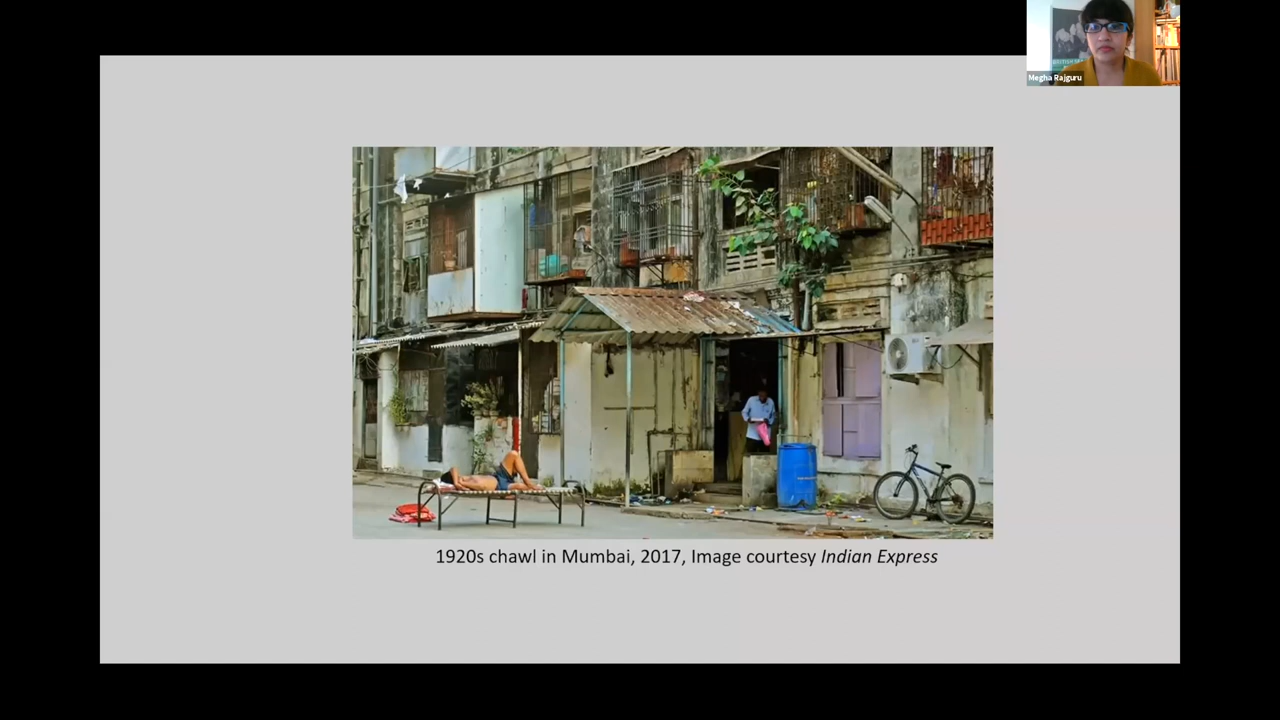 Megha Rajguru
1920s chawl in Mumbai, 2017, Image courtesy Indian Express